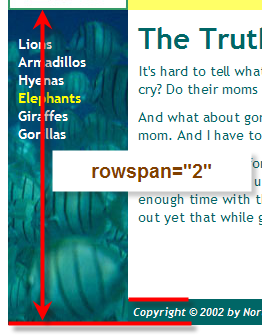 Lions
Armadillos
Hyenas
Elephants
Giraffes
Gorillas
The Truth
It's hard to tell what
cry? Do their moms
And what about gor
mom. And I have to
rowspan="2"
enough time with t
out yet that while g
Copyright © 2002 by Nor